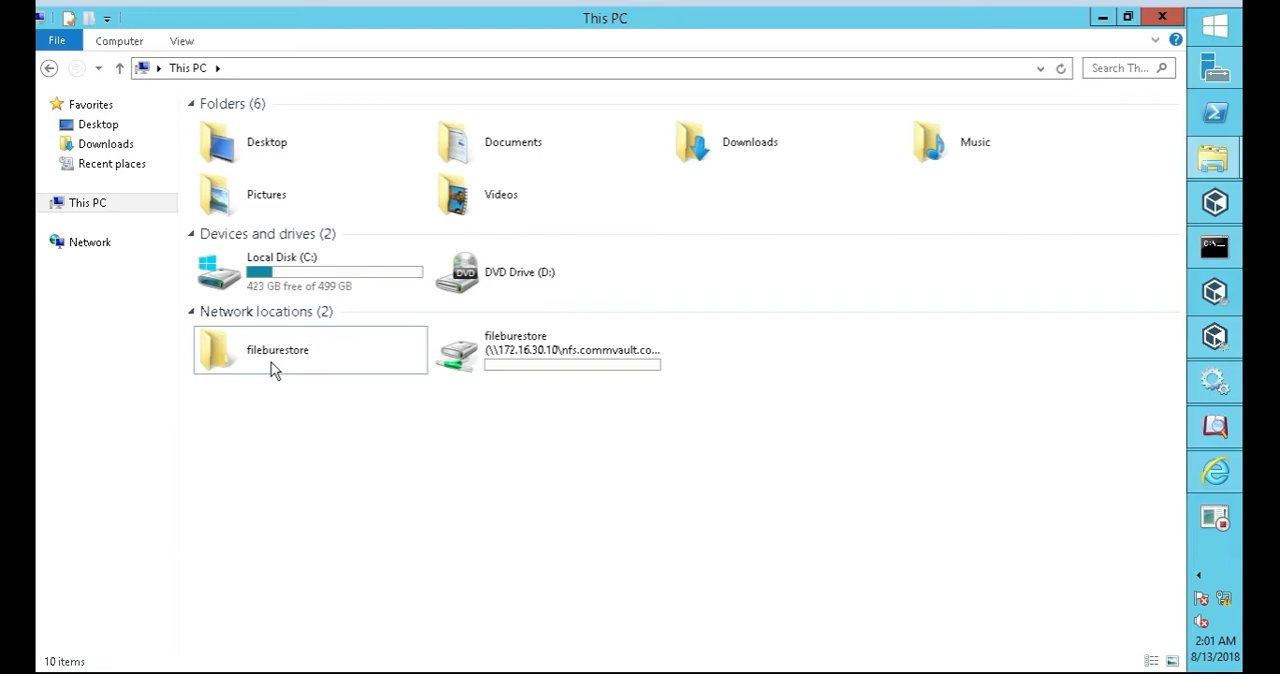 This PC
File
Computer
View
This PC
Search Th...
Favorites
Desktop
Downloads
Recent places
This PC
Network
Folders (6)
Desktop
Documents
Downloads
Music
Pictures
Videos
Devices and drives (2)
Local Disk (C:)
423 GB free of 499 GB
DVD Drive (D:)
Network locations (2)
fileburestore
fileburestore
(\\172.16.30.10\nfs.commvault.co...
10 items
2:01 AM
8/13/2018